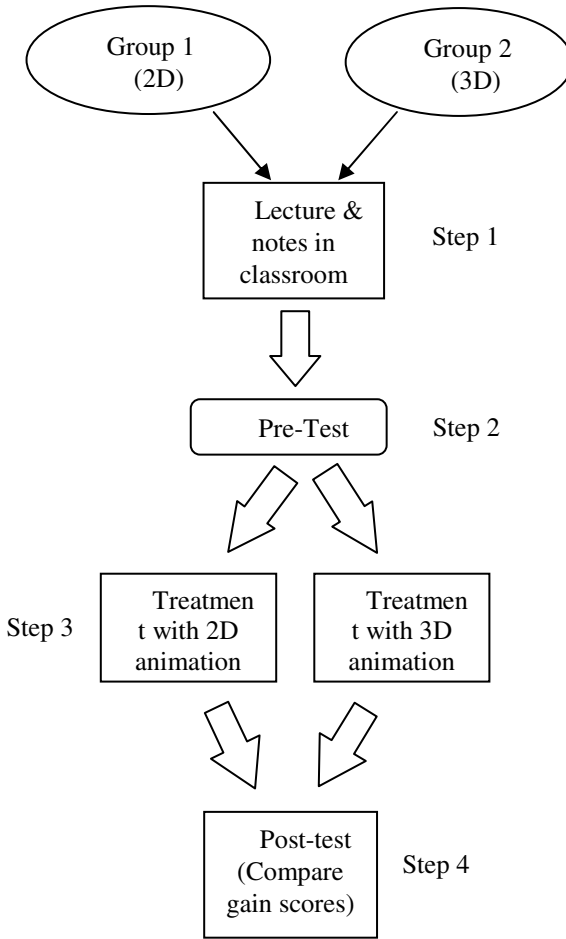 Group 1
(2D)
Group 2
(3D)
Lecture &
notes in
classroom
Step 1
Pre-Test
Step 2
Step 3
Treatmen
t with 2D
animation
Treatmen
t with 3D
animation
Post-test
(Compare
gain scores)
Step 4